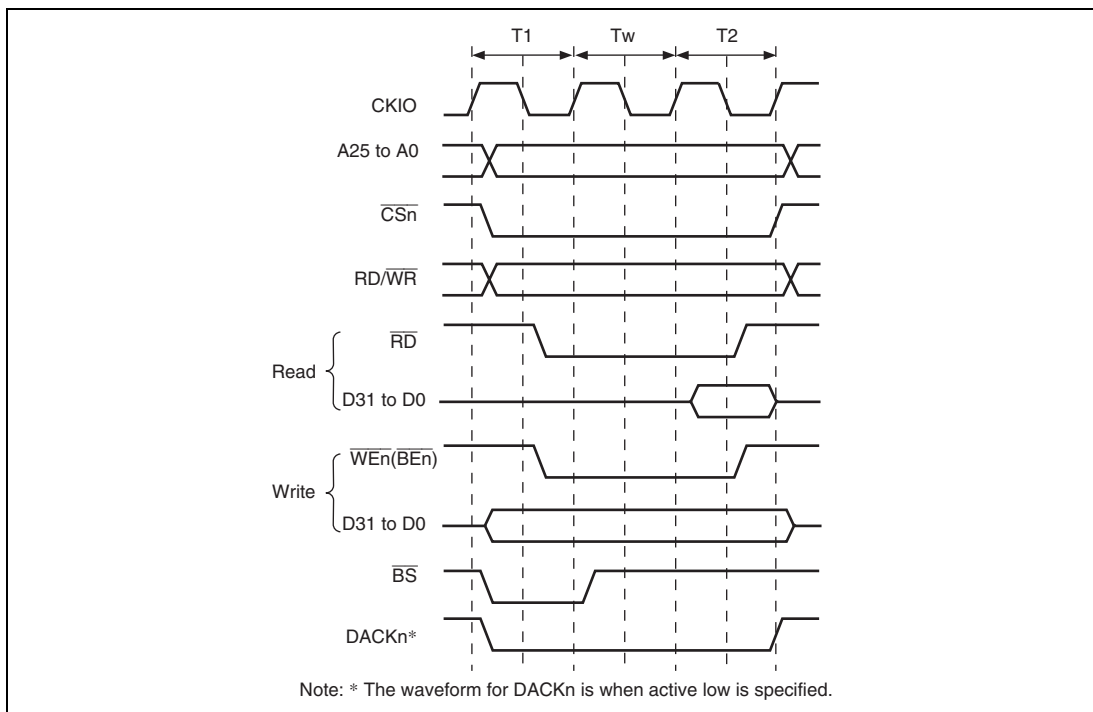 T1 Tw T2
CKIO
A25 to A0
CSn
RD/WR
RD
Read
D31 to D0
WEn(BEn)
Write
D31 to D0
BS
DACKn*
Note: * The waveform for DACKn is when active low is specified.